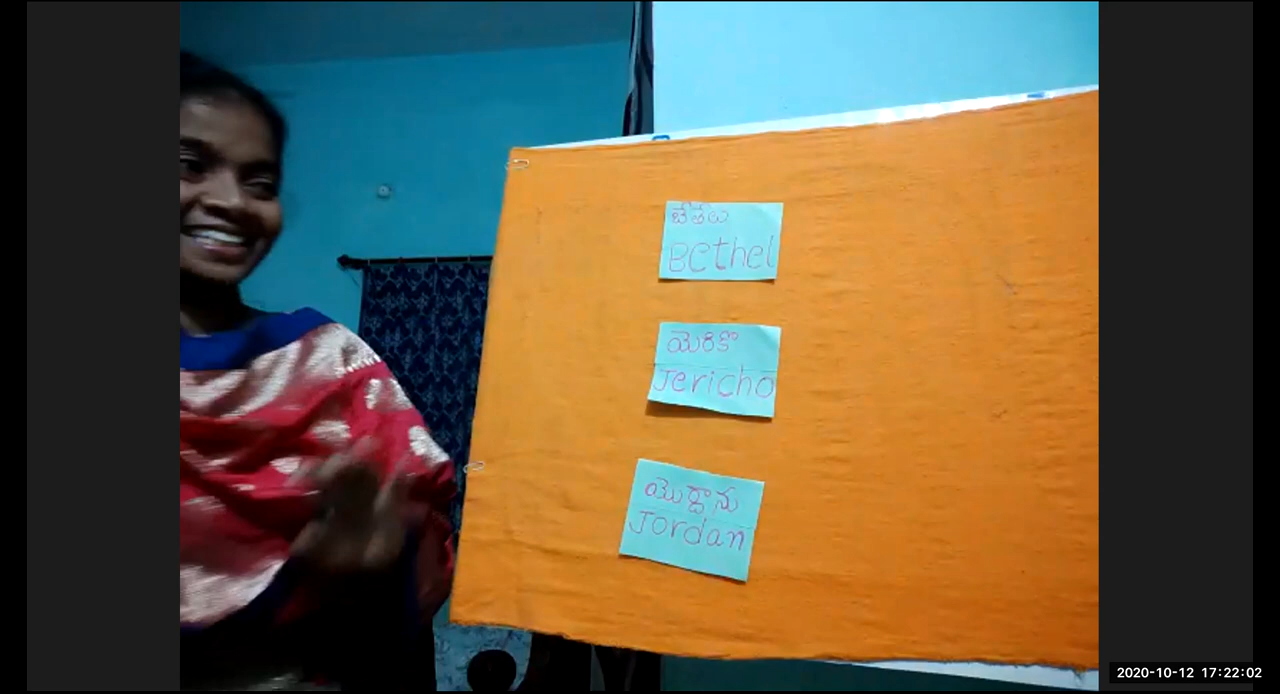 బేతేలు
BEthel
యెరికో
Jericho
యొర్దాను
Jordan
2020-10-12 17:22:02